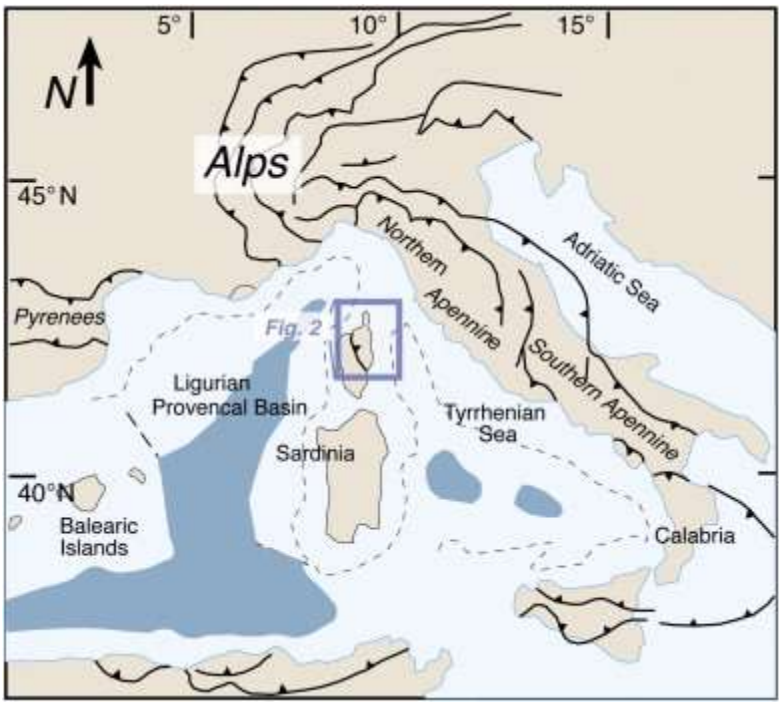 5°
10°
15°
N
Alps
45°N
Northern
Apennine
Adriatic Sea
Pyrenees
Fig. 2
Southern Apennine
Ligurian
Provencal Basin
Tyrrhenian
Sea
Sardinia
40°N
Balearic
Islands
Calabria